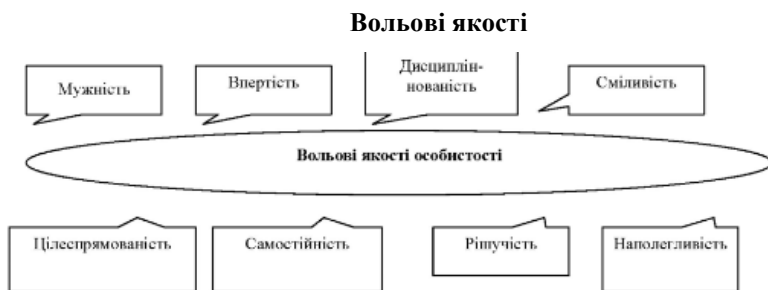 Вольові якості
Мужність
Впертість
Дисциплін-
нованість
Сміливість
Вольові якості особистості
Цілеспрямованість
Самостійність
Рішучість
Наполегливість